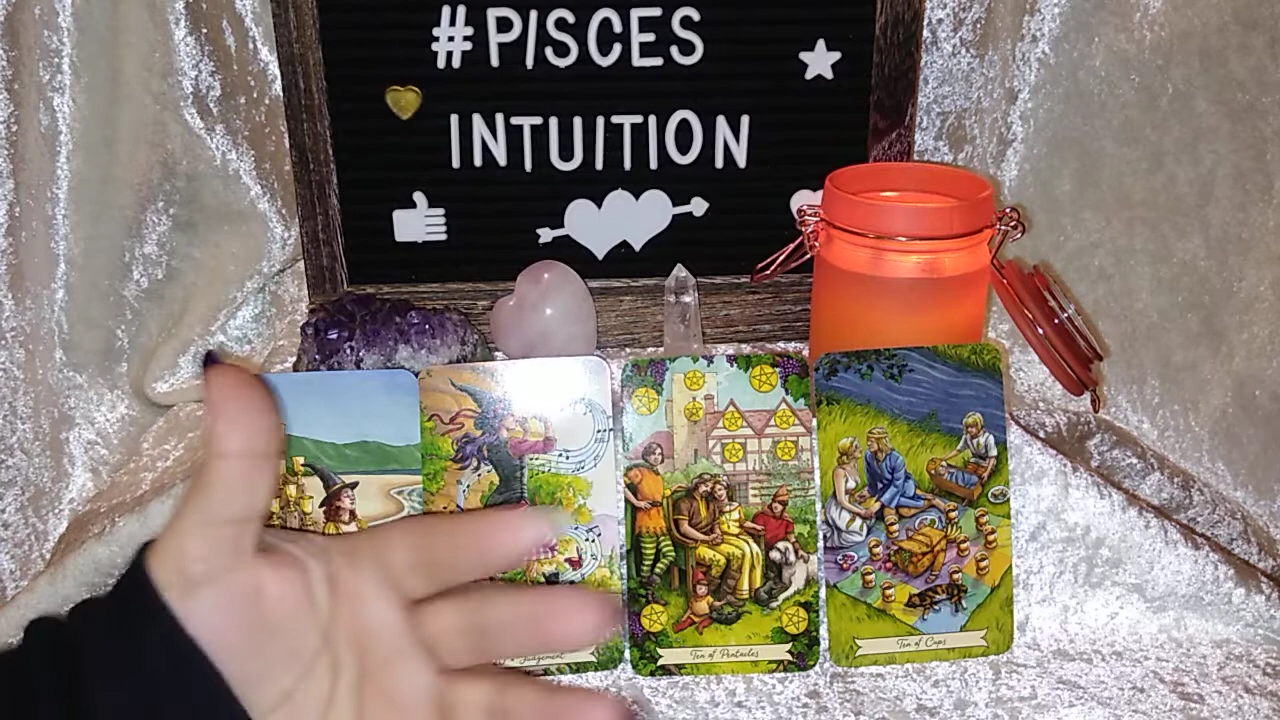 #PISCES
INTUITION
Judgement
Ten of Pentacles
Ten of Cups